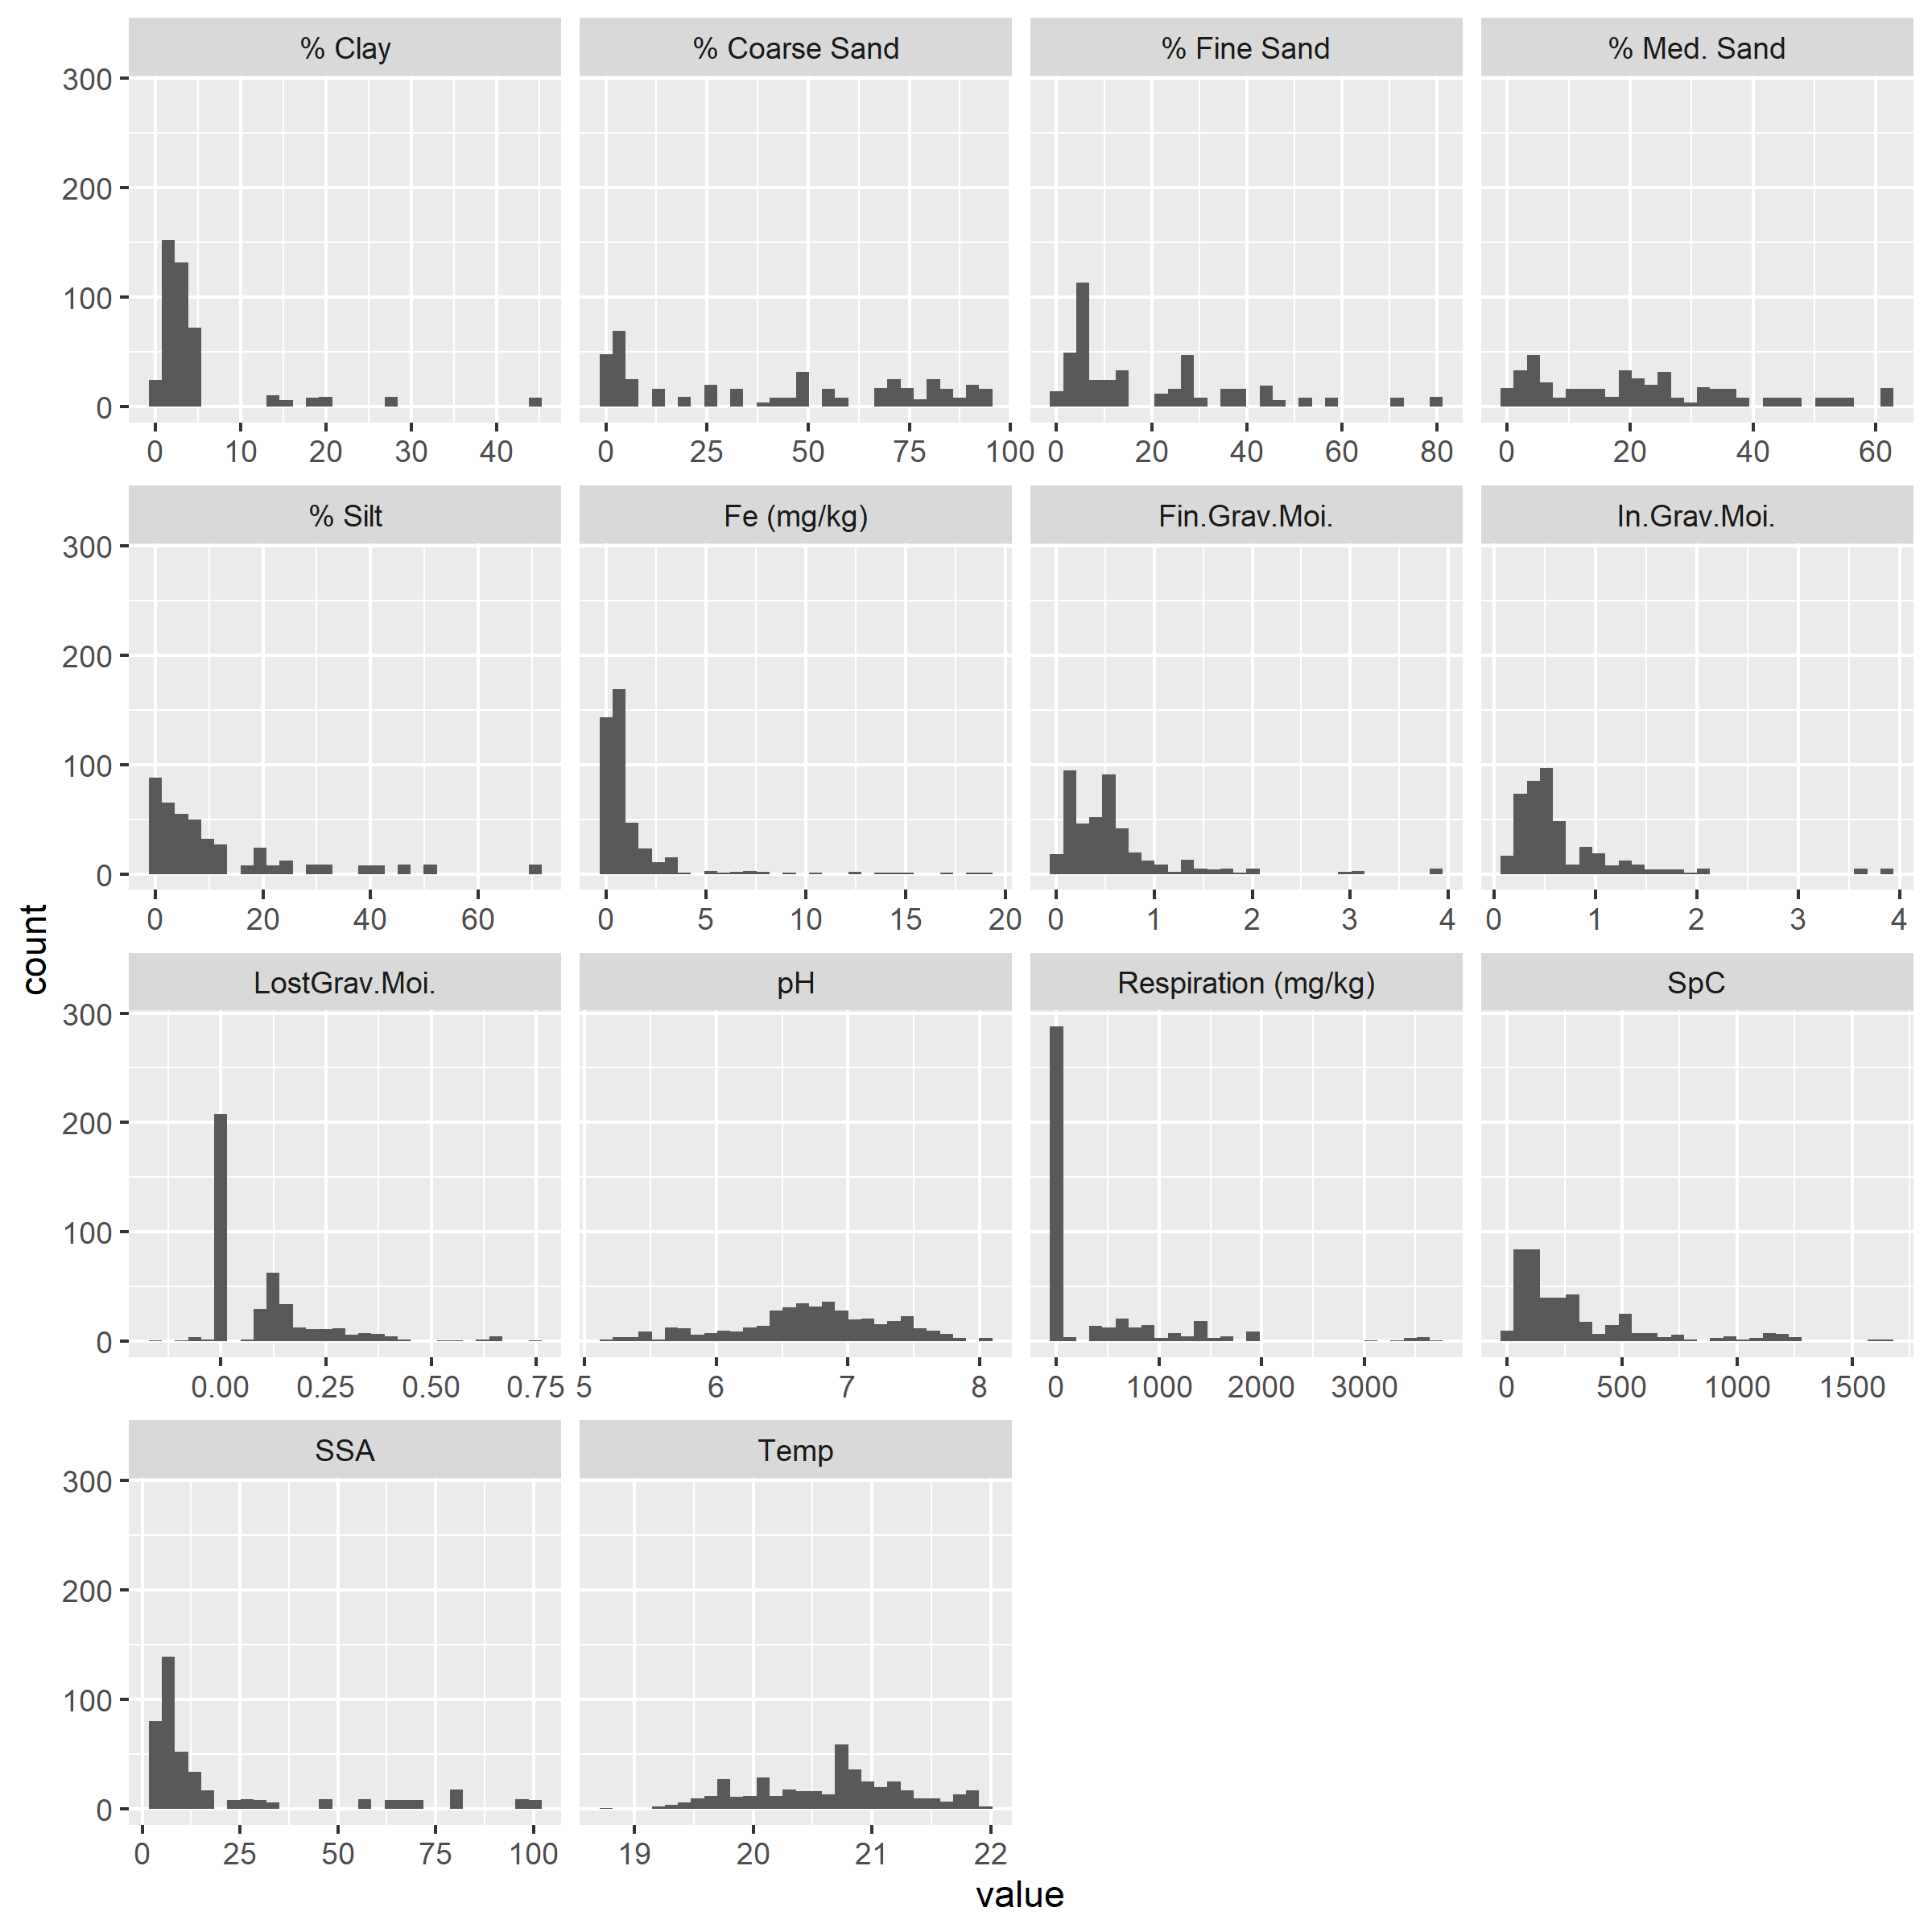 % Clay
% Coarse Sand
% Fine Sand
% Med. Sand
300
200
100
0
0 10 20 30 40
0 25 50 75 100
0 20 40 60 80
0 20 40 60
% Silt
Fe (mg/kg)
Fin.Grav.Moi.
In.Grav.Moi.
300
200
100
0
0 20 40 60
0 5 10 15 20
0 1 2 3 4
0 1 2 3 4
count
LostGrav.Moi.
pH
Respiration (mg/kg)
SpC
300
200
100
0
0.00 0.25 0.50 0.75
5 6 7 8
0 1000 2000 3000
0 500 1000 1500
SSA
Temp
300
200
100
0
0 25 50 75 100
19 20 21 22
value